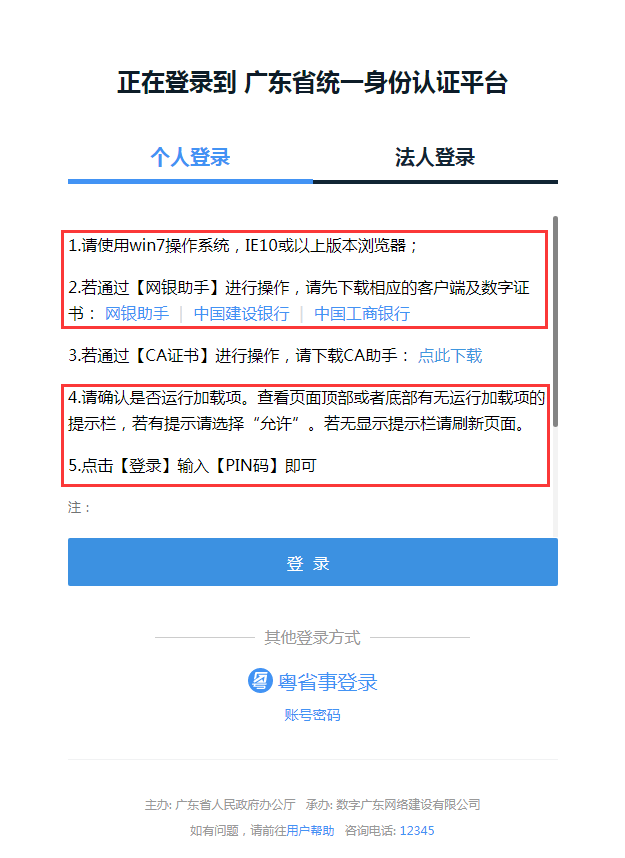 正在登录到 广东省统一身份认证平台
个人登录 法人登录
1.请使用win7操作系统，IE10或以上版本浏览器；
2.若通过【网银助手】进行操作，请先下载相应的客户端及数字证
书： 网银助手 | 中国建设银行 | 中国工商银行
3.若通过【CA证书】进行操作，请下载CA助手： 点此下载
4.请确认是否运行加载项。查看页面顶部或者底部有无运行加载项的
提示栏，若有提示请选择“允许”。若无显示提示栏请刷新页面。
5.点击【登录】输入【PIN码】即可
注：
登 录
其他登录方式
粤 粤省事登录
账号密码
主办: 广东省人民政府办公厅 承办: 数字广东网络建设有限公司
如有问题，请前往用户帮助 咨询电话: 12345